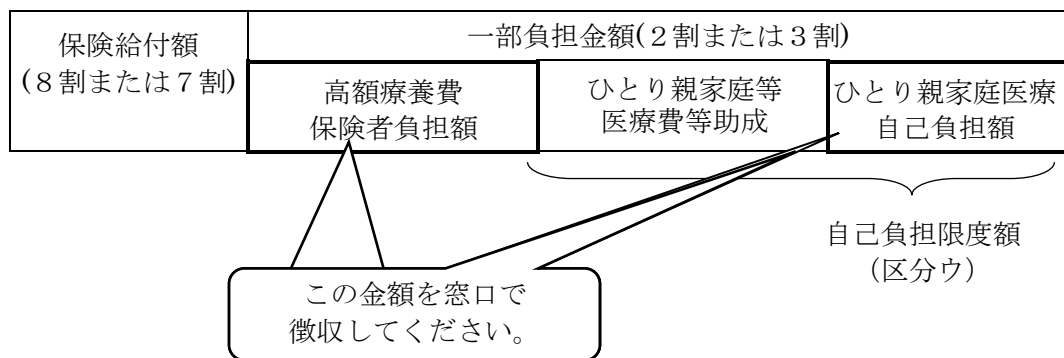 保険給付額
(8割または7割)
一部負担金額(2割または3割)
高額療養費
保険者負担額
ひとり親家庭等
医療費等助成
ひとり親家庭医療
自己負担額
自己負担限度額
(区分ウ)
この金額を窓口で
徴収してください。